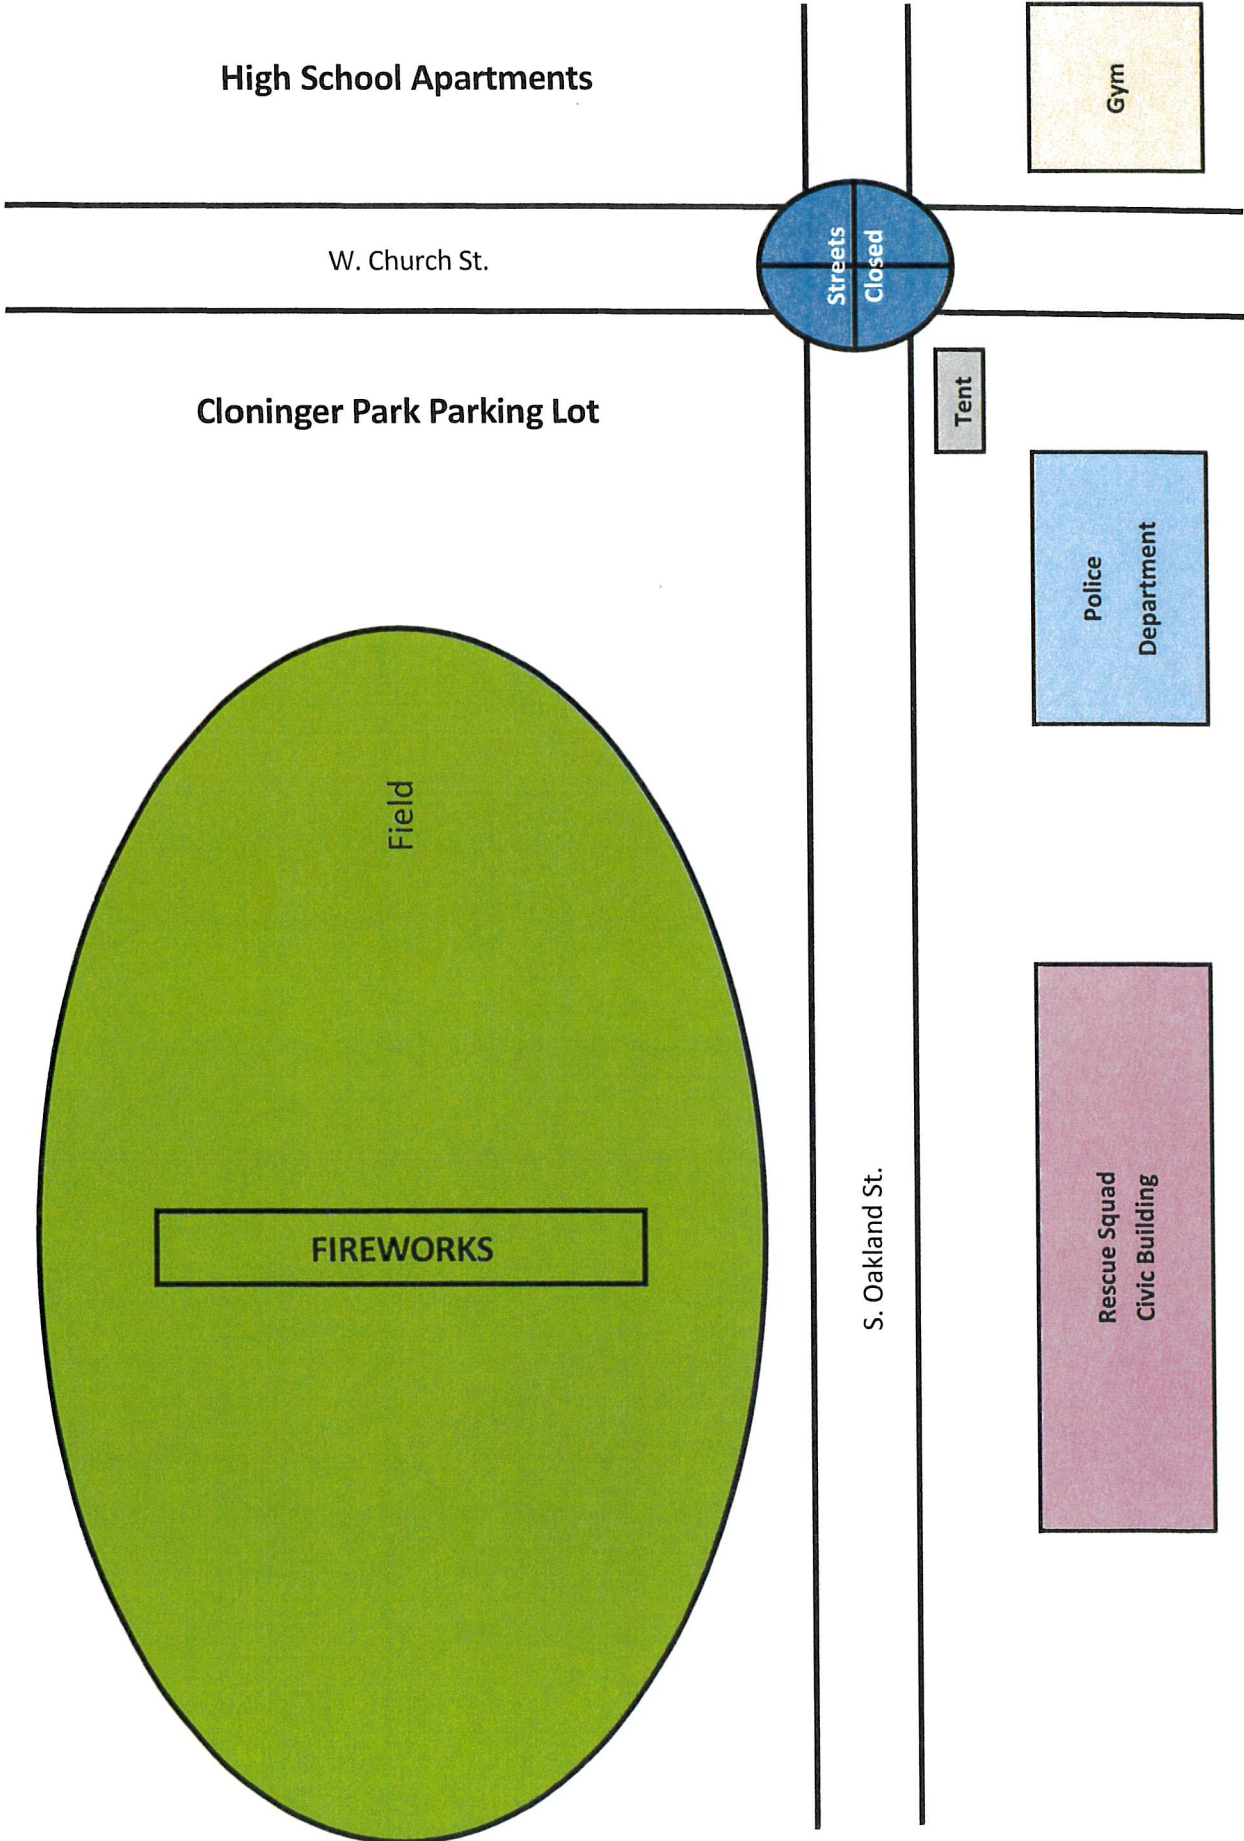 High School Apartments
Gym
W. Church St.
Streets
Closed
Cloninger Park Parking Lot
Tent
Police
Department
Field
FIREWORKS
S. Oakland St.
Rescue Squad
Civic Building